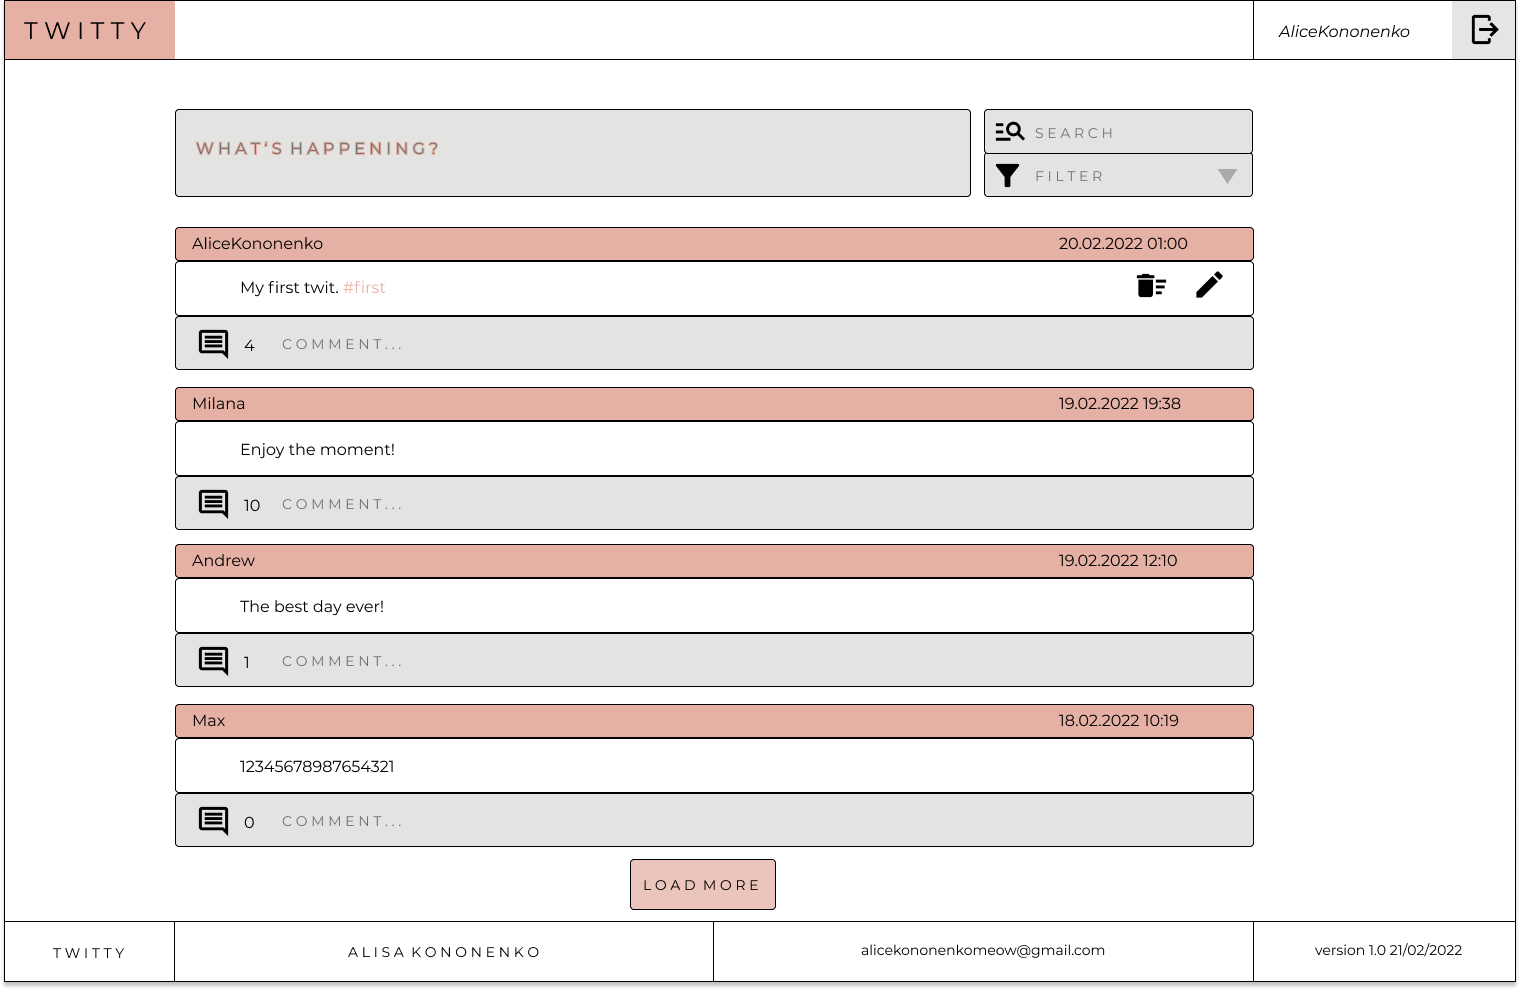 TWITTY
AliceKononenko
WHAT‘S HAPPENING?
SEARCH
FILTER
AliceKononenko 20.02.2022 01:00
My first twit. #first
4 COMMENT...
Milana 19.02.2022 19:38
Enjoy the moment!
10 COMMENT...
Andrew 19.02.2022 12:10
The best day ever!
1 COMMENT...
Max 18.02.2022 10:19
12345678987654321
0 COMMENT...
LOAD MORE
TWITTY ALISA KONONENKO alicekononenkomeow@gmail.com version 1.0 21/02/2022